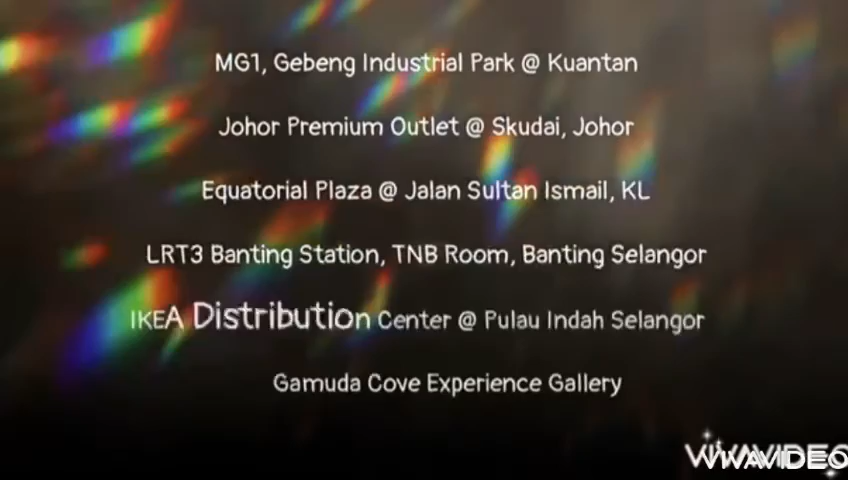 MG1, Gebeng Industrial Park @ Kuantan
Johor Premium Outlet @ Skudai, Johor
Equatorial Plaza @ Jalan Sultan Ismail, KL
LRT3 Banting Station, TNB Room, Banting Selangor
IKEA Distribution Center @ Pulau Indah Selangor
Gamuda Cove Experience Gallery
VIVAVIDEO